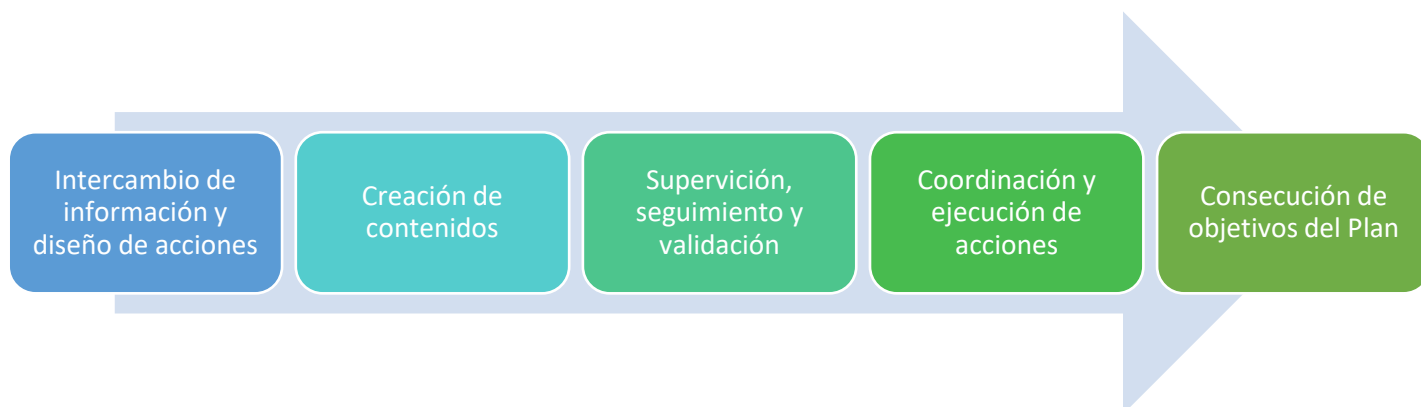 Intercambio de
información y
diseño de acciones
Creación de
contenidos
Supervición,
seguimiento y
validación
Coordinación y
ejecución de
acciones
Consecución de
objetivos del Plan